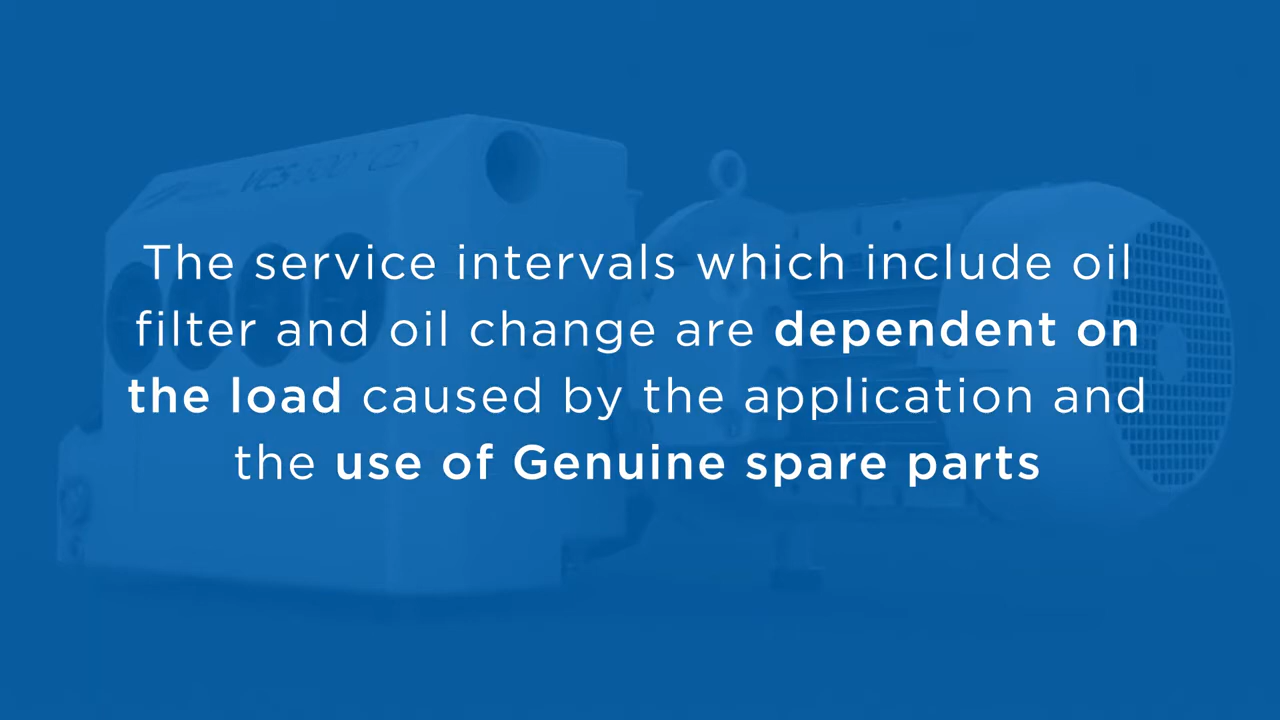 The service intervals which include oil
filter and oil change are dependent on
the load caused by the application and
the use of Genuine spare parts